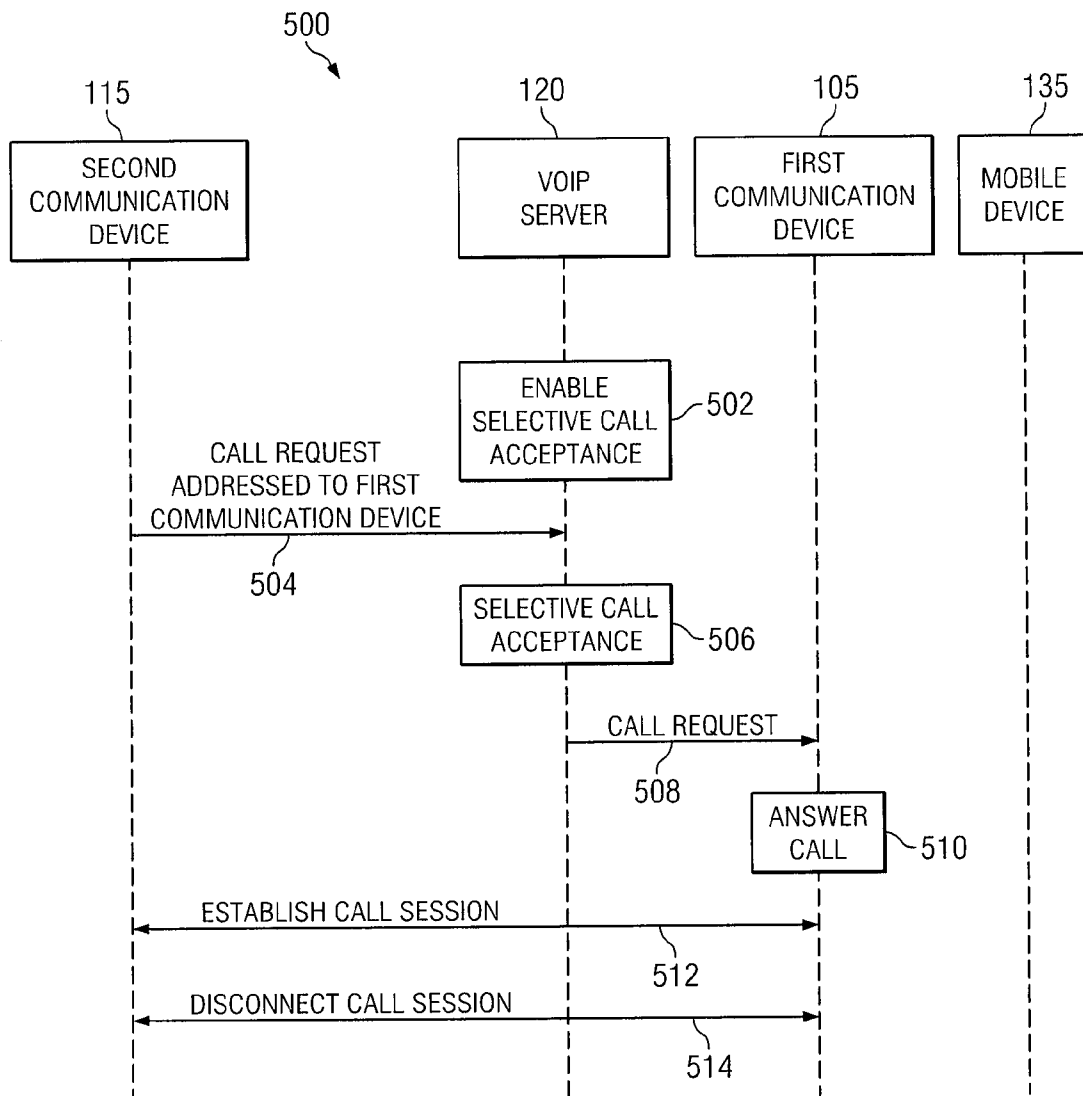 500
115
120
105
135
SECOND
COMMUNICATION
DEVICE
VOIP
SERVER
FIRST
COMMUNICATION
DEVICE
MOBILE
DEVICE
ENABLE
SELECTIVE CALL
ACCEPTANCE
502
CALL REQUEST
ADDRESSED TO FIRST
COMMUNICATION DEVICE
504
SELECTIVE CALL
ACCEPTANCE
506
CALL REQUEST
508
ANSWER
CALL
510
ESTABLISH CALL SESSION
512
DISCONNECT CALL SESSION
514